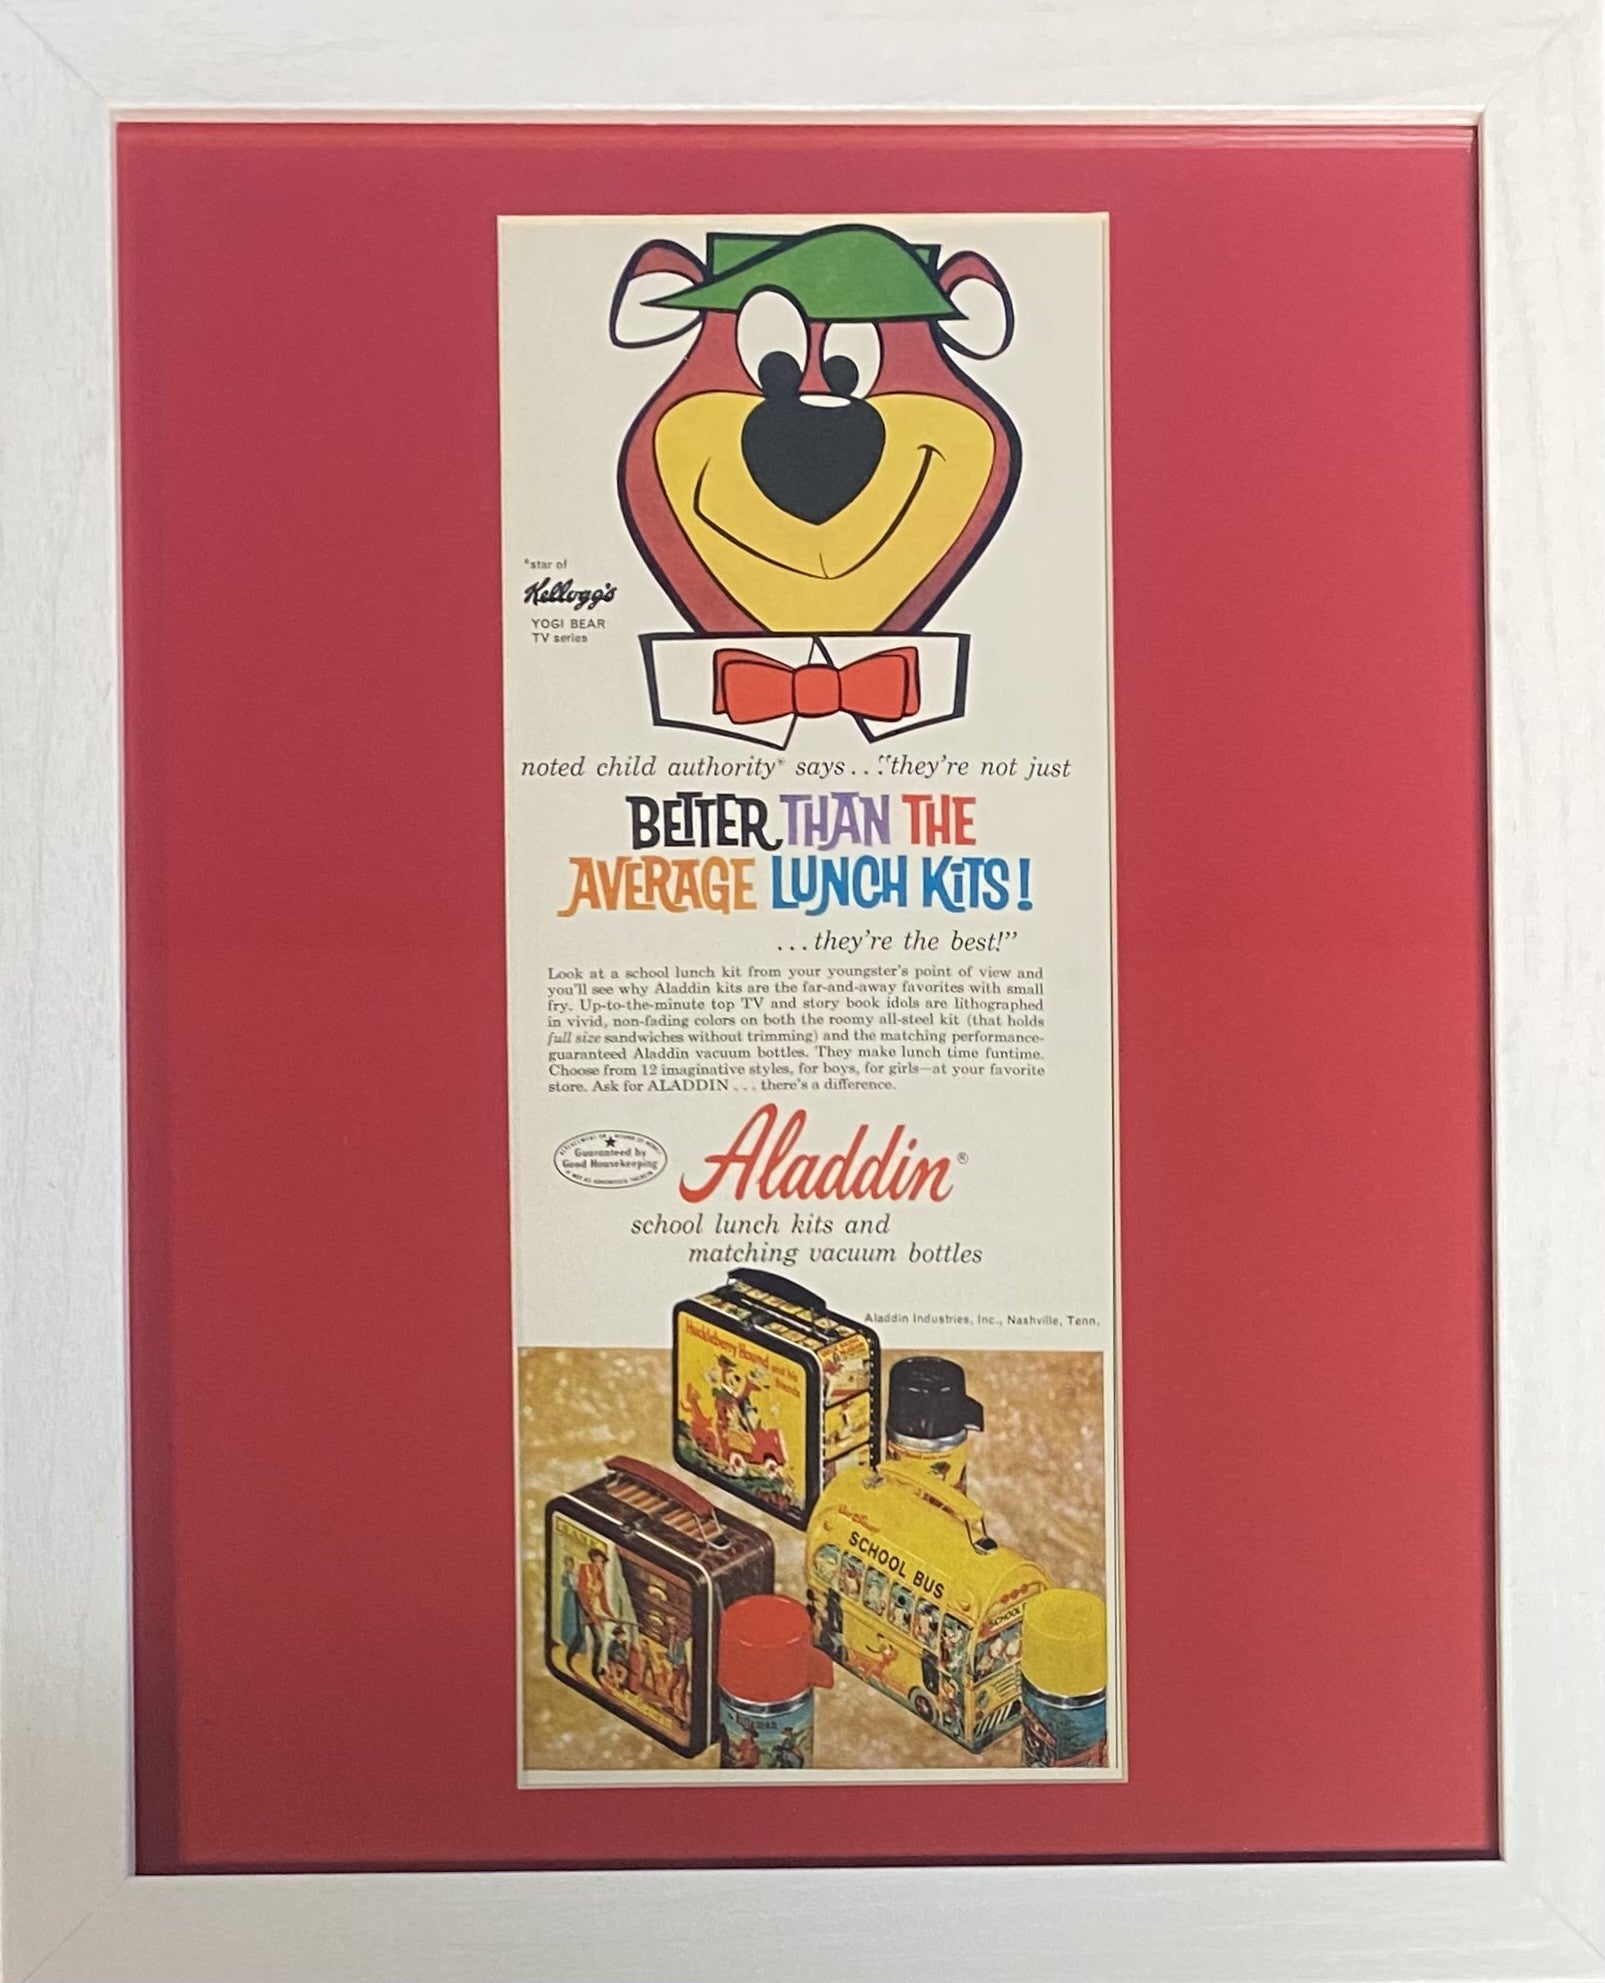 *star of
Kellogg's
YOGI BEAR
TV series
noted child authority* says... "they're not just
BETTER THAN THE
AVERAGE LUNCH KiTS!
...they're the best!"
Look at a school lunch kit from your youngster's point of view and
you'll see why Aladdin kits are the far-and-away favorites with small
fry. Up-to-the-minute top TV and story book idols are lithographed
in vivid, non-fading colors on both the roomy all-steel kit (that holds
full size sandwiches without trimming) and the matching performance-
guaranteed Aladdin vacuum bottles. They make lunch time funtime.
Choose from 12 imaginative styles, for boys, for girls—at your favorite
store. Ask for ALADDIN... there's a difference.
Guaranteed by
Good Housekeeping
Aladdin®
school lunch kits and
matching vacuum bottles
Aladdin Industries, Inc., Nashville, Tenn.
Huckleberry Hound and his
friends
Walt Disney
SCHOOL BUS
SCHOOL